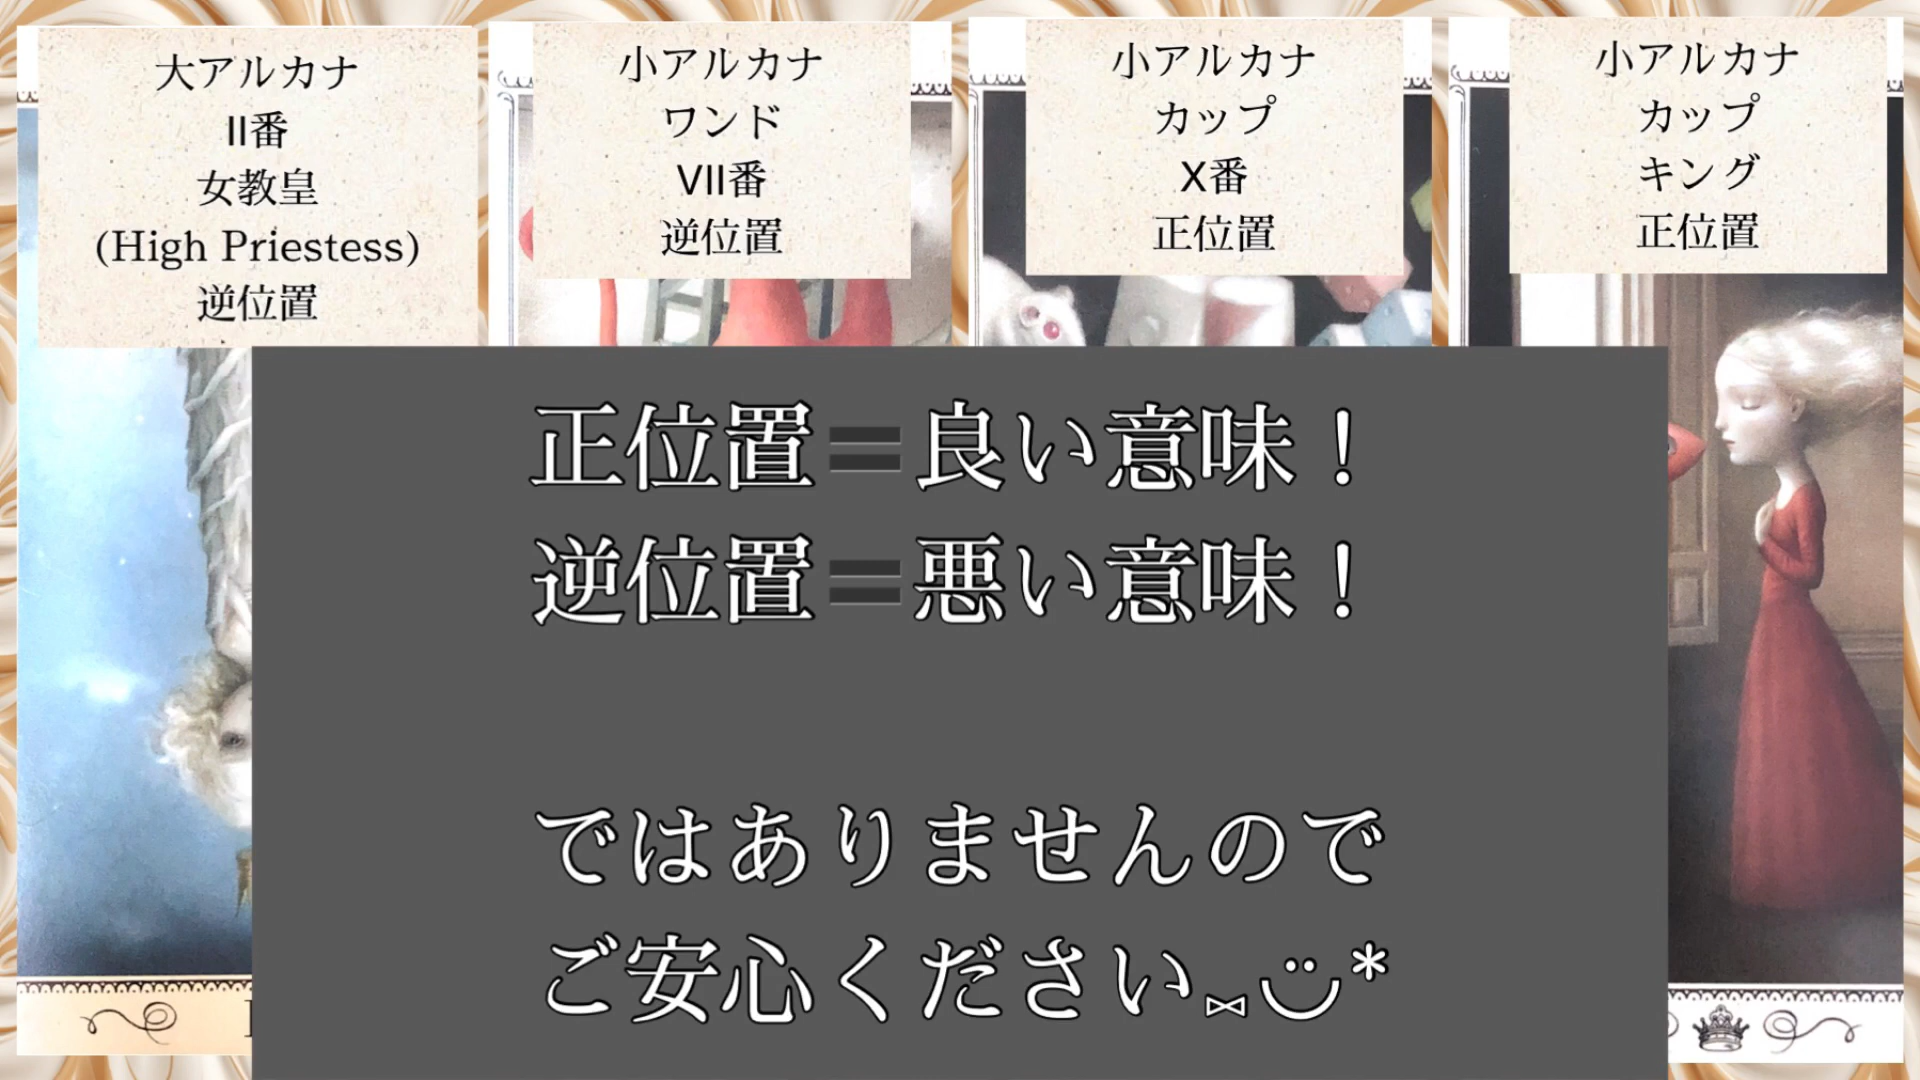 大アルカナ
II番
女教皇
(High Priestess)
逆位置
小アルカナ
ワンド
VII番
逆位置
小アルカナ
カップ
X番
正位置
小アルカナ
カップ
キング
正位置
正位置＝良い意味！
逆位置＝悪い意味！
ではありませんので
ご安心ください⑅◡̈*